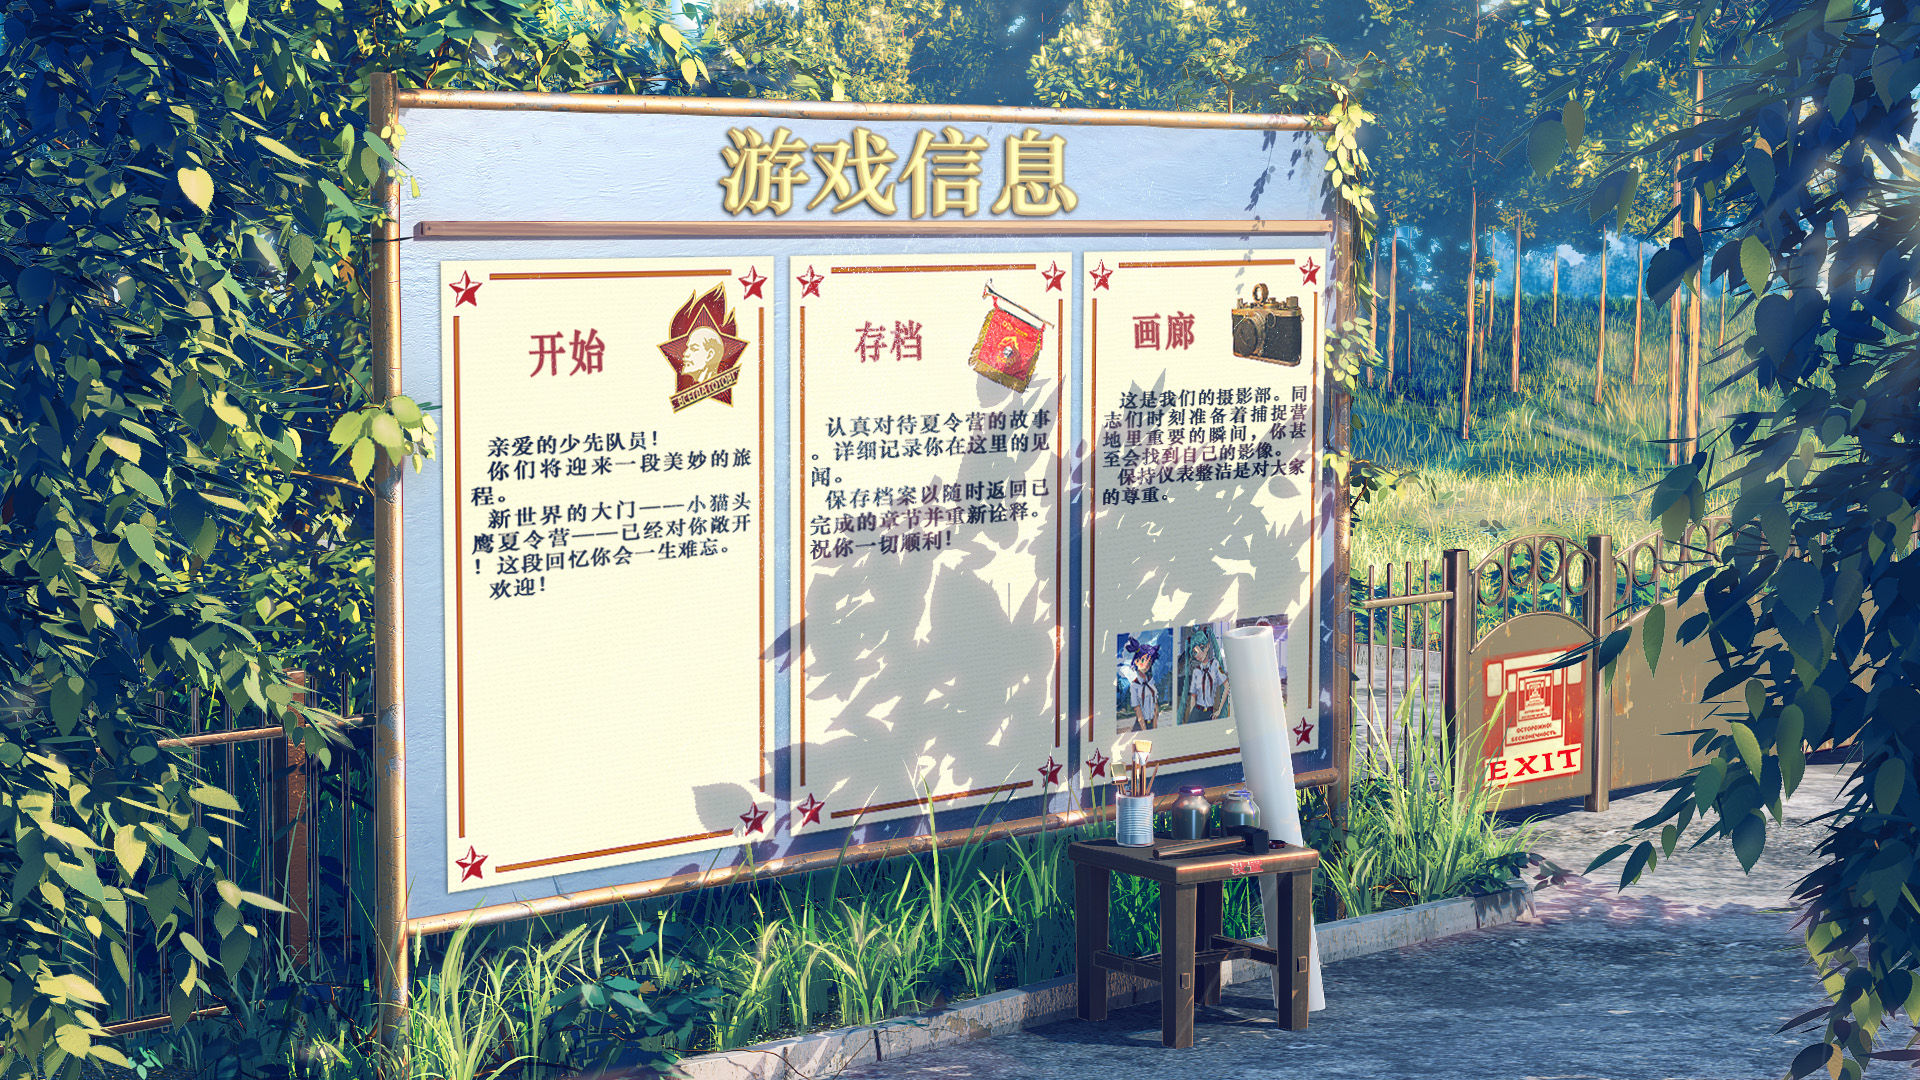 游戏信息
开始
ВСЕГДА ГОТОВ!
亲爱的少先队员！
你们将迎来一段美妙的旅
程。
新世界的大门——小猫头
鹰夏令营——已经对你敞开
！这段回忆你会一生难忘。
欢迎！
存档
认真对待夏令营的故事
。详细记录你在这里的见
闻。
保存档案以随时返回已
完成的章节并重新诠释。
祝你一切顺利！
画廊
这是我们的摄影部。同
志们时刻准备着捕捉营
地里重要的瞬间，你甚
至会找到自己的影像。
保持仪表整洁是对大家
的尊重。
设置
ОСТОРОЖНО!
БЕСКОНЕЧНОСТЬ
EXIT